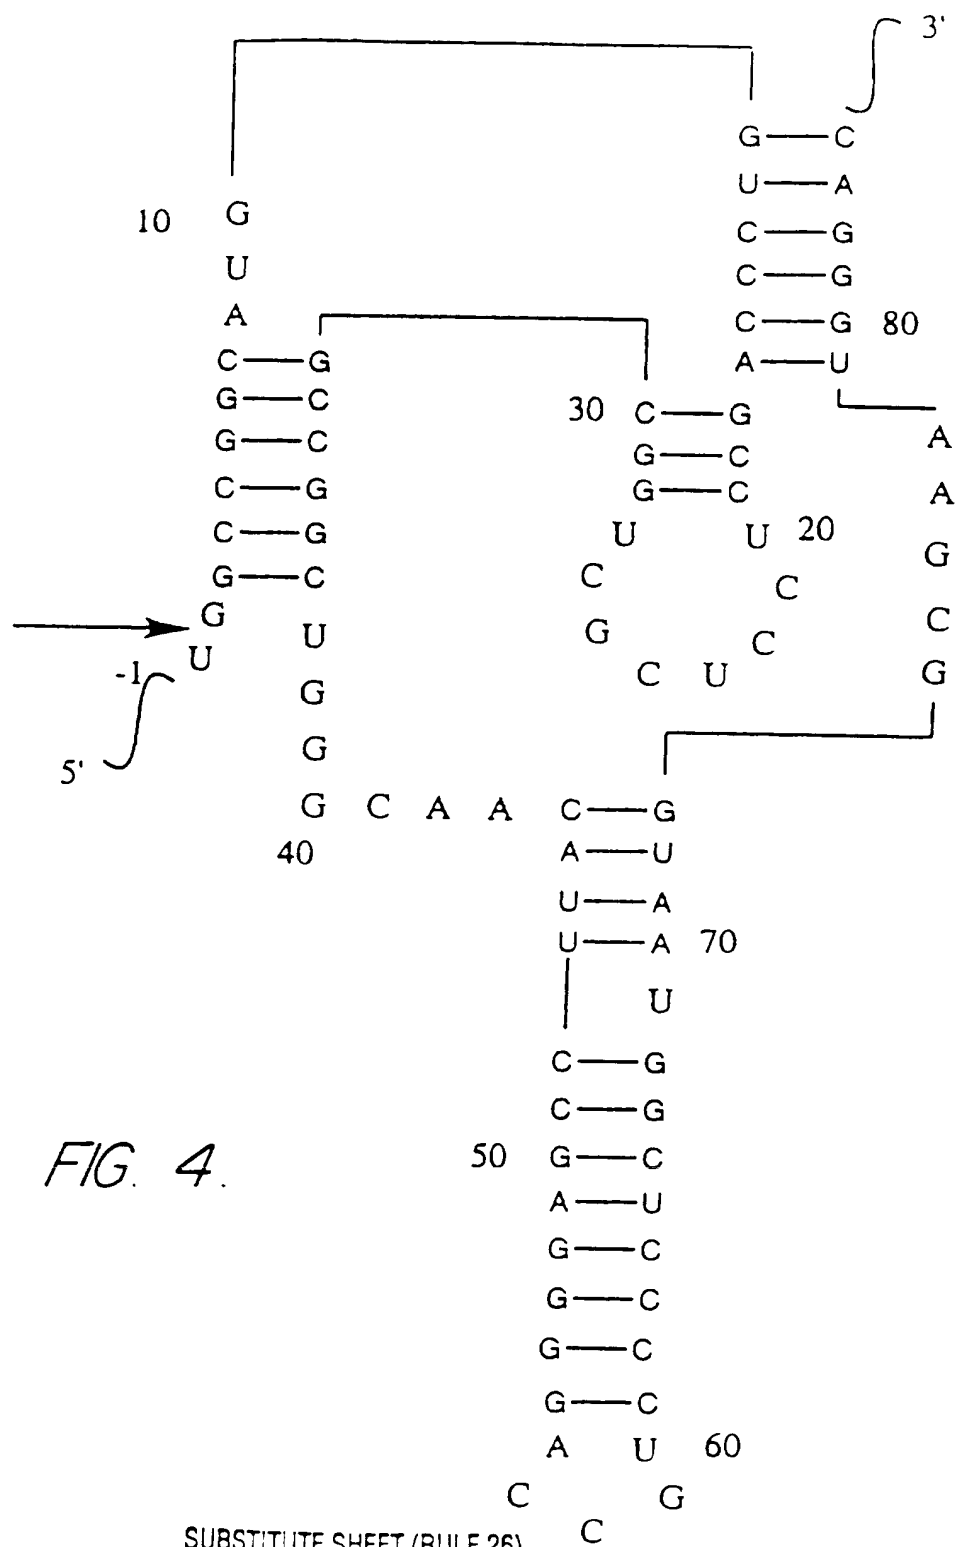 3'
G C
U A
10 G C G
U C G
A C G 80
C G A U
G C 30 C G A
G C G C A
C G G C
C G U U 20 G
G C C C
G U G C C
-1 U G C U G
5' G
G C A A C G
40 A U
U A
U A 70
U
C G
C G
50 G C
A U
G C
G C
G C
G C
A U 60
C G
C
FIG. 4.
SUBSTITUTE SHEET (RULE 26)